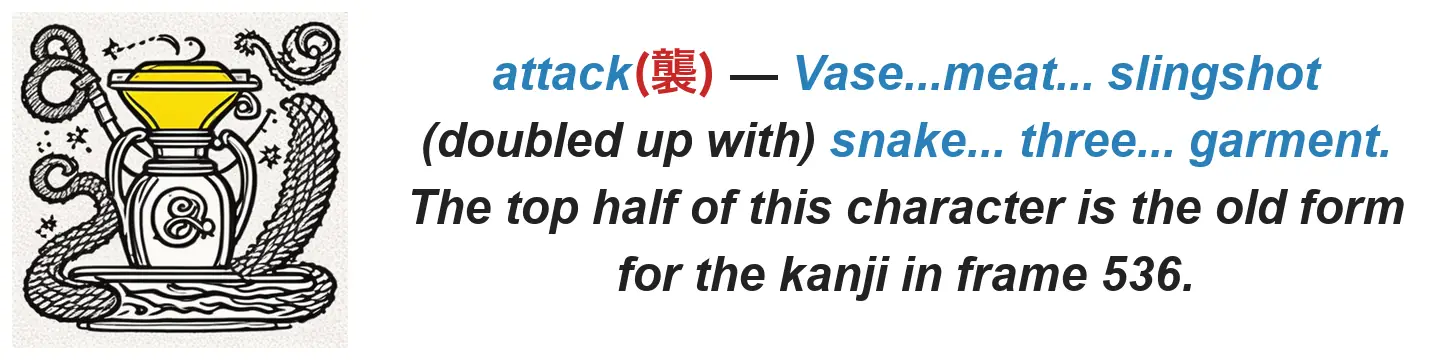 attack(襲) — Vase...meat... slingshot
(doubled up with) snake... three... garment.
The top half of this character is the old form
for the kanji in frame 536.